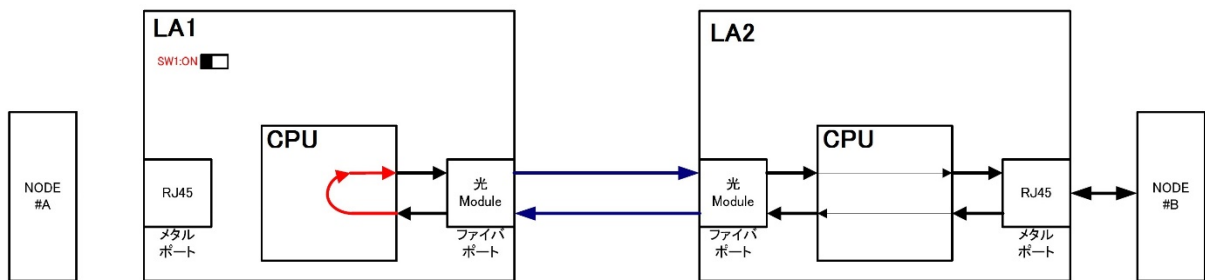 LA1
SW1:ON
CPU
NODE
#A
RJ45
メタル
ポート
光
Module
ファイバ
ポート
LA2
CPU
光
Module
ファイバ
ポート
RJ45
メタル
ポート
NODE
#B